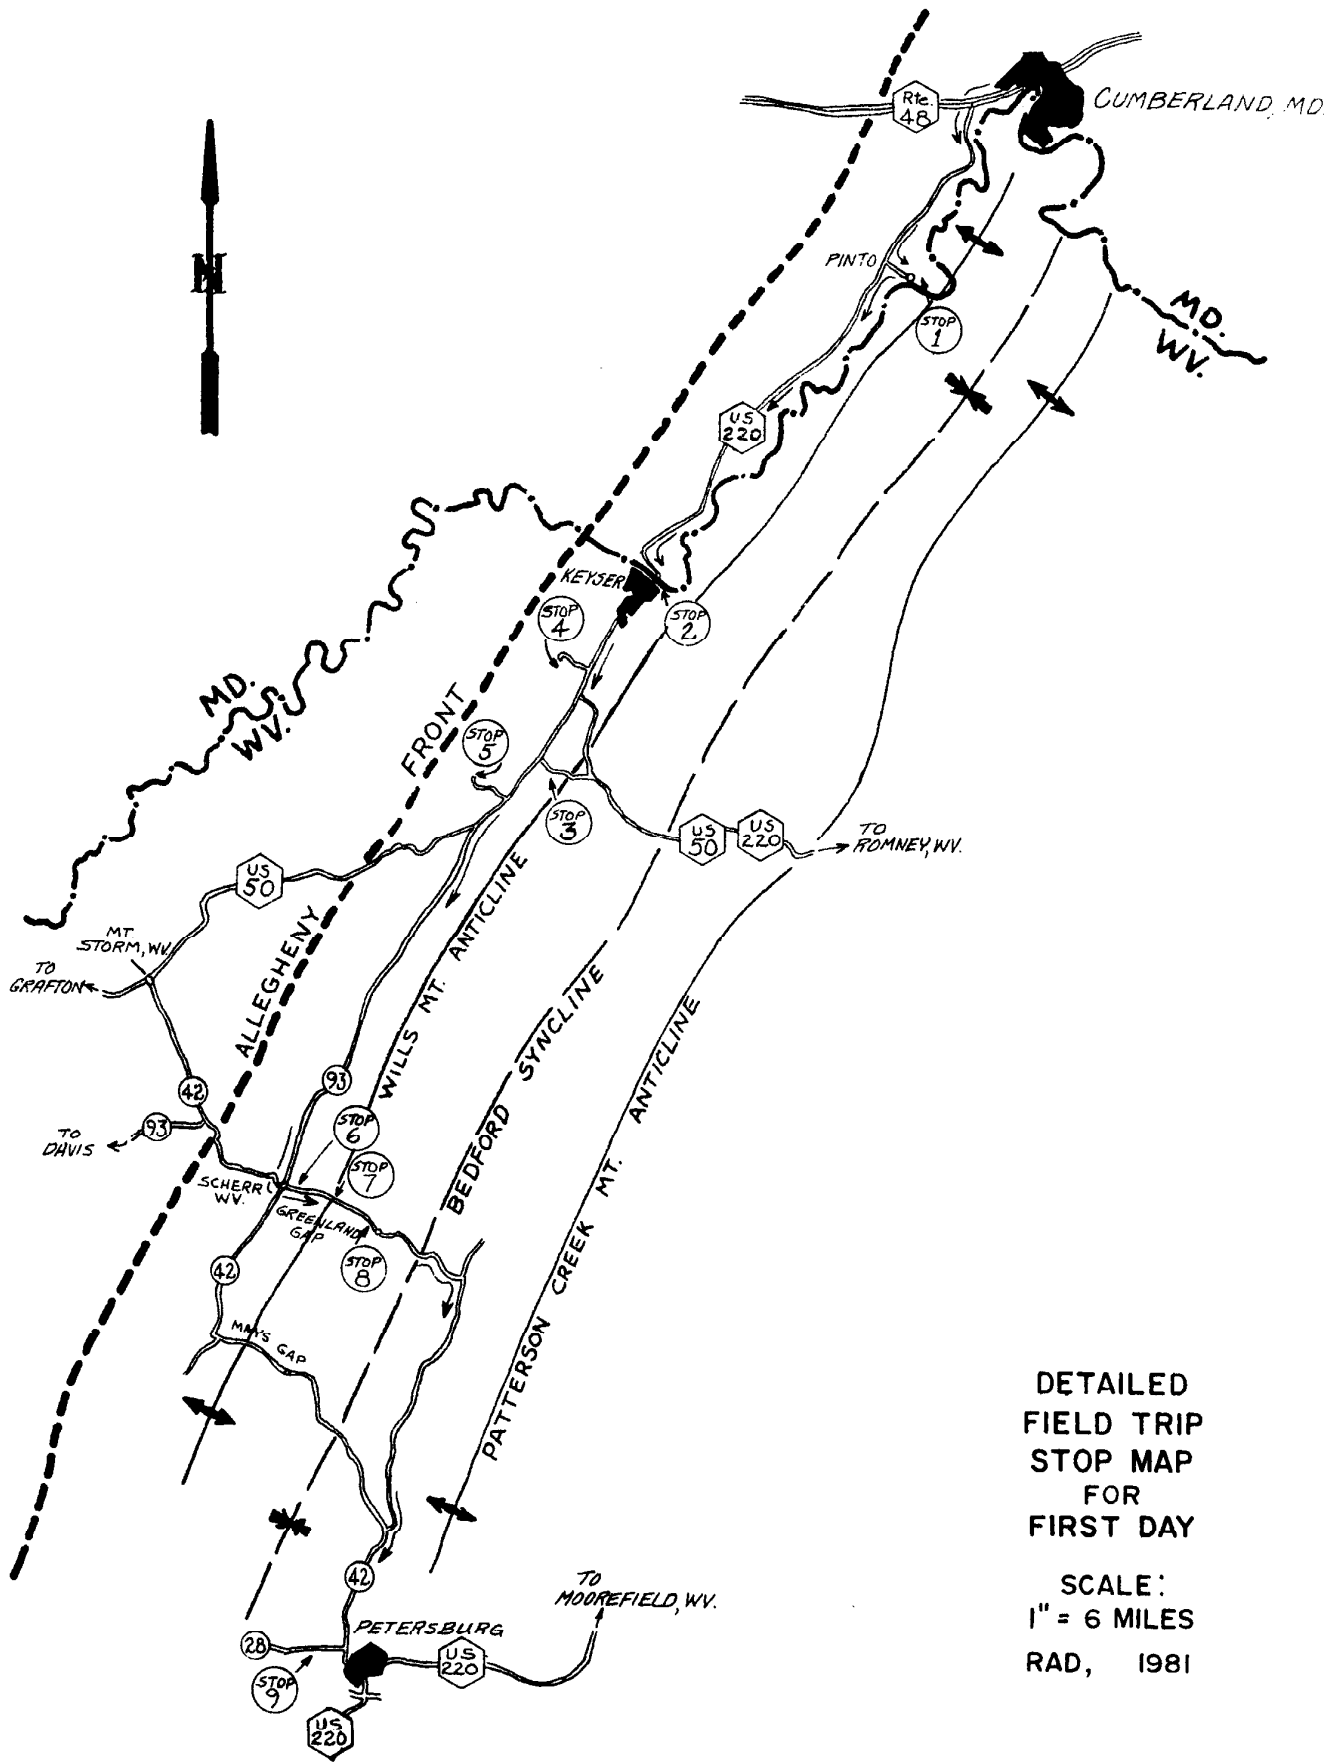 CUMBERLAND, MD.
Rte.
48
N
PINTO
STOP
1
MD.
WV.
US
220
KEYSER
STOP
2
STOP
4
MD.
WV.
FRONT
STOP
5
STOP
3
US
50
US
220
TO
ROMNEY, WV.
US
50
ALLEGHENY
WILLS MT. ANTICLINE
MT
STORM, WV.
TO
GRAFTON
BEDFORD SYNCLINE
PATTERSON CREEK MT. ANTICLINE
93
42
93
TO
DAVIS
STOP
6
STOP
7
SCHERR
WV.
GREENLAND
GAP
STOP
8
42
MAYS GAP
DETAILED
FIELD TRIP
STOP MAP
FOR
FIRST DAY
SCALE:
1" = 6 MILES
RAD, 1981
42
TO
MOOREFIELD, WV.
PETERSBURG
28
US
220
STOP
9
US
220